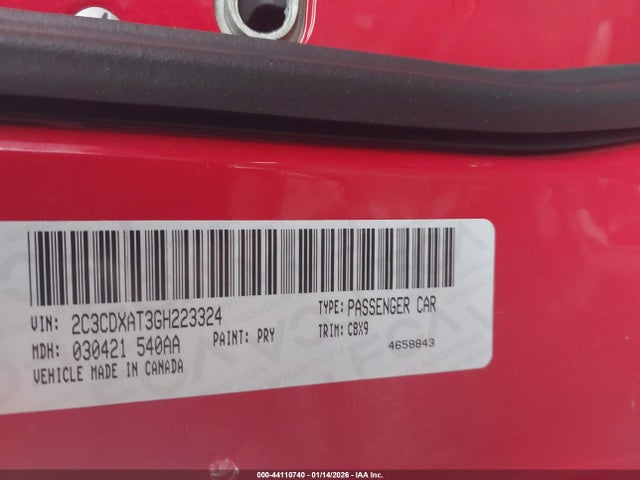 VIN: 2C3CDXAT3GH223324 TYPE: PASSENGER CAR
MDH: 030421 540AA PAINT: PRY TRIM: C8X9
VEHICLE MADE IN CANADA 4658843
000-44110740 - 01/14/2026 - IAA Inc.